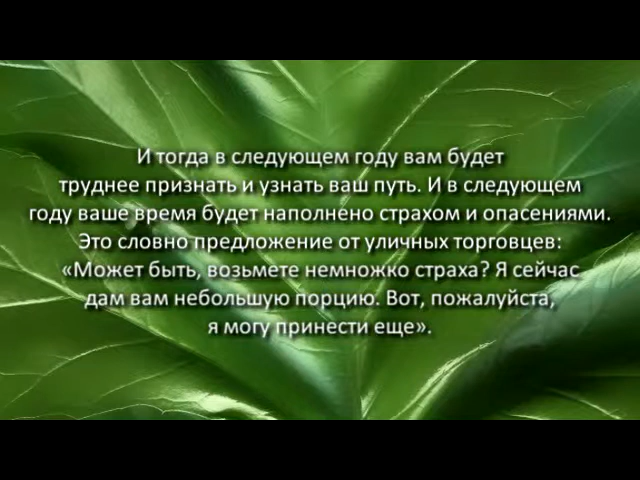 И тогда в следующем году вам будет
труднее признать и узнать ваш путь. И в следующем
году ваше время будет наполнено страхом и опасениями.
Это словно предложение от уличных торговцев:
«Может быть, возьмете немножко страха? Я сейчас
дам вам небольшую порцию. Вот, пожалуйста,
я могу принести еще».